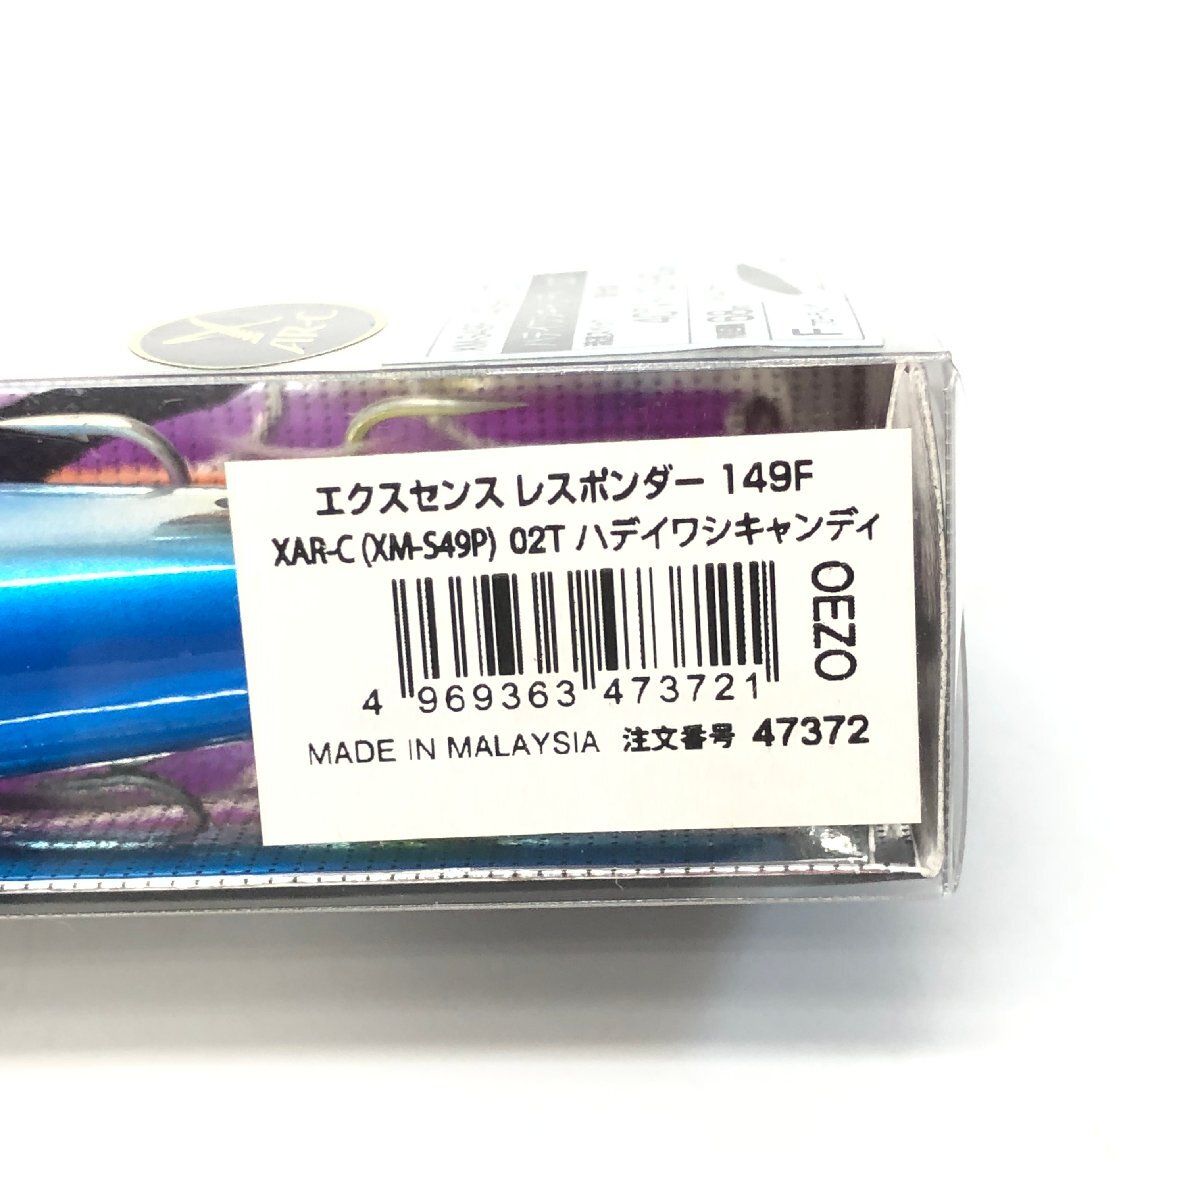 AR-C
エクスセンス レスポンダー 149F
XAR-C (XM-S49P) 02T ハデイワシキャンディ
OEZO
4 969363 473721
MADE IN MALAYSIA 注文番号 47372